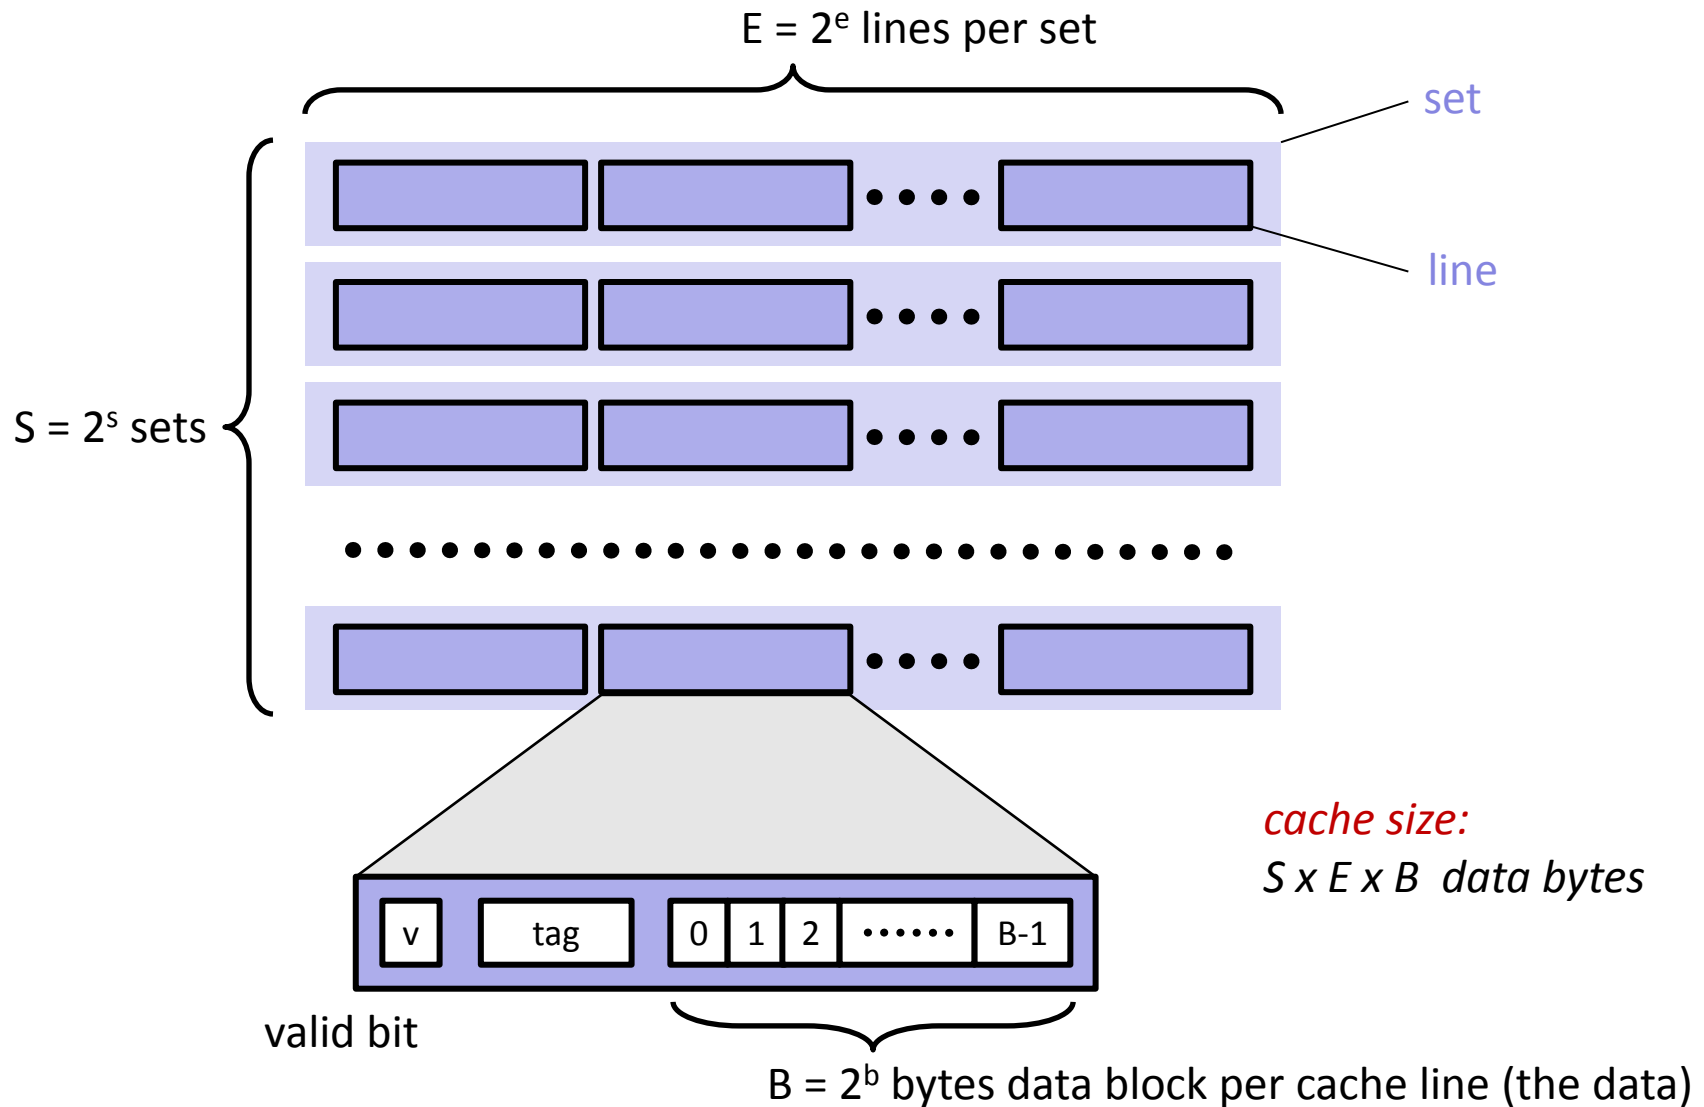 E = 2ᵉ lines per set
set
line
S = 2ˢ sets
cache size:
S x E x B data bytes
v
tag
0
1
2
B-1
valid bit
B = 2ᵇ bytes data block per cache line (the data)